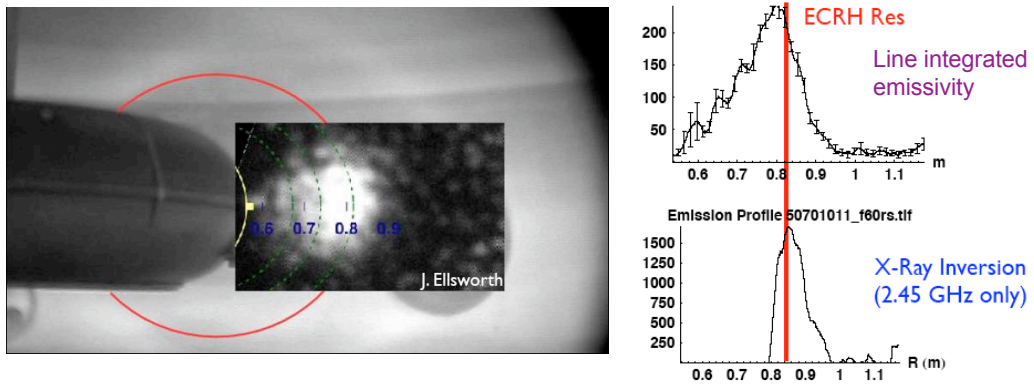 0.6 0.7 0.8 0.9
J. Ellsworth
ECRH Res
Line integrated
emissivity
200
150
100
50
0.6 0.7 0.8 0.9 1 1.1 m
Emission Profile 50701011_f60rs.tif
X-Ray Inversion
(2.45 GHz only)
1500
1250
1000
750
500
250
0.6 0.7 0.8 0.9 1 1.1 R (m)